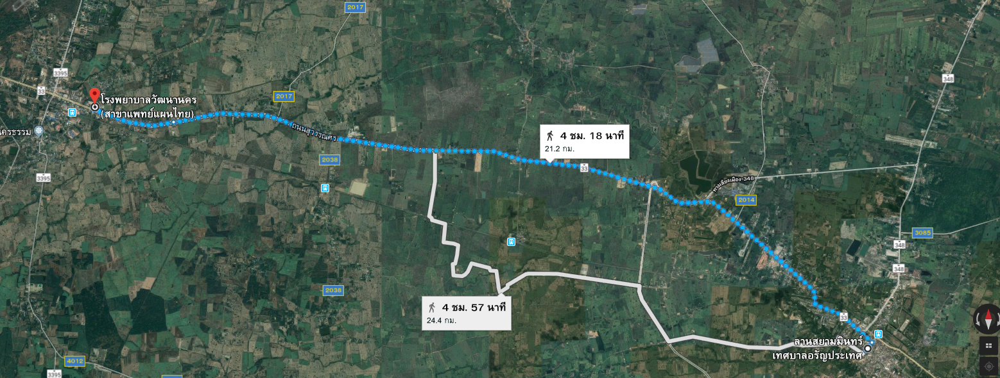 2017
3395
33
2017
โรงพยาบาลวัฒนานคร
(สาขาแพทย์แผนไทย)
348
ถนนสุวรรณศร
นครธรรม
4 ชม. 18 นาที
21.2 กม.
2038
33
3395
ทางเลี่ยงเมือง 348
2014
3085
348
348
2038
4 ชม. 57 นาที
24.4 กม.
33
ลานสยามมินทร์
เทศบาลอรัญประเทศ
4012
3395